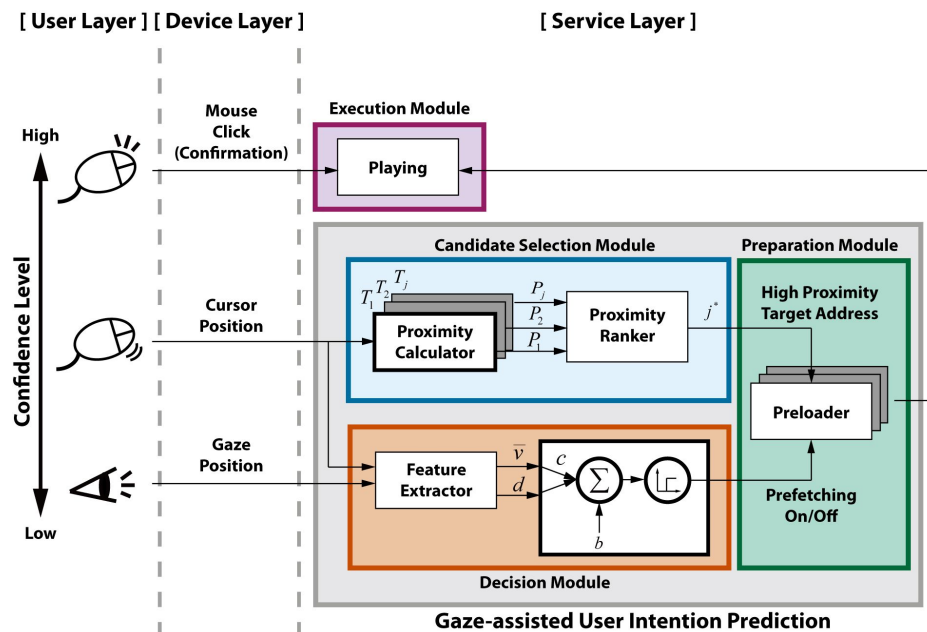 [ User Layer ] [ Device Layer ] [ Service Layer ]
Mouse
Click
(Confirmation)
Execution Module
High
Playing
Confidence Level
Candidate Selection Module
Preparation Module
T1 T2 Tj
Pj
P2
P1
j*
Cursor
Position
Proximity
Calculator
Proximity
Ranker
High Proximity
Target Address
Preloader
Gaze
Position
Feature
Extractor
v̅
d
c
Σ
b
Prefetching
On/Off
Low
Decision Module
Gaze-assisted User Intention Prediction